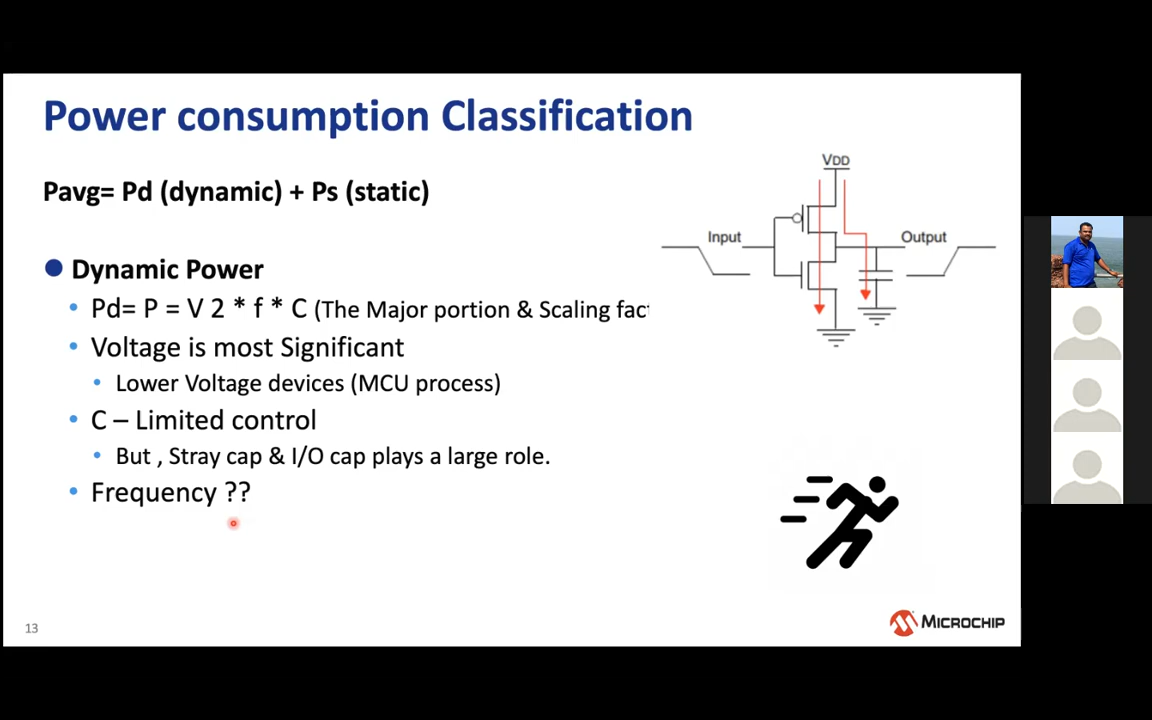 Power consumption Classification
Pavg= Pd (dynamic) + Ps (static)
Dynamic Power
Pd= P = V 2 * f * C (The Major portion & Scaling
Voltage is most Significant
Lower Voltage devices (MCU process)
C – Limited control
But , Stray cap & I/O cap plays a large role.
Frequency ??
VDD
Input
Output
13
MICROCHIP